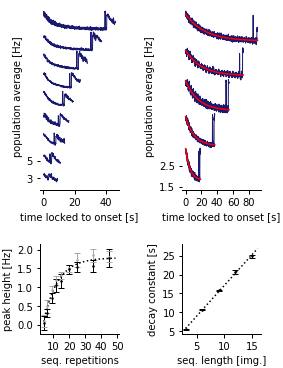 population average [Hz]
5
3
0 20 40
time locked to onset [s]
population average [Hz]
2.5
1.5
0 20 40 60 80
time locked to onset [s]
peak height [Hz]
2.0
1.5
1.0
0.5
0.0
10 20 30 40 50
seq. repetitions
decay constant [s]
25
20
15
10
5
5 10 15
seq. length [img.]